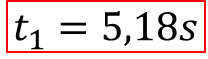 t₁ = 5,18s